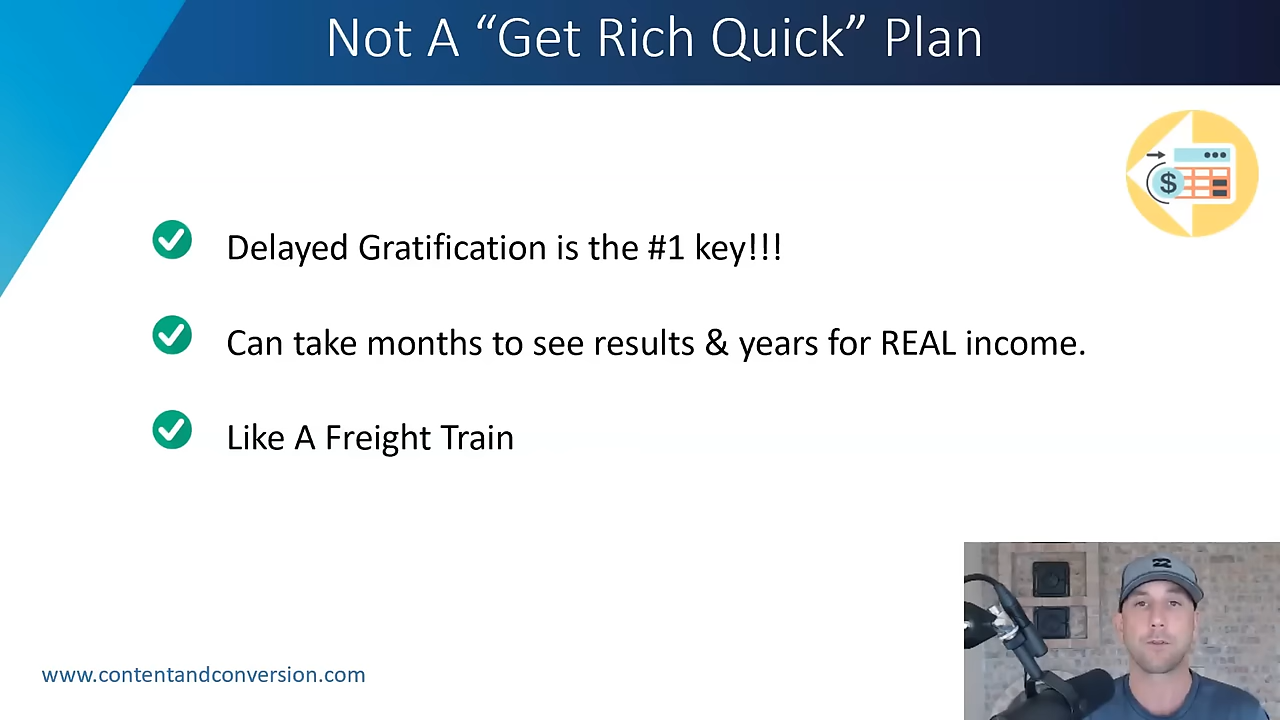 Not A “Get Rich Quick” Plan
Delayed Gratification is the #1 key!!!
Can take months to see results & years for REAL income.
Like A Freight Train
$
www.contentandconversion.com